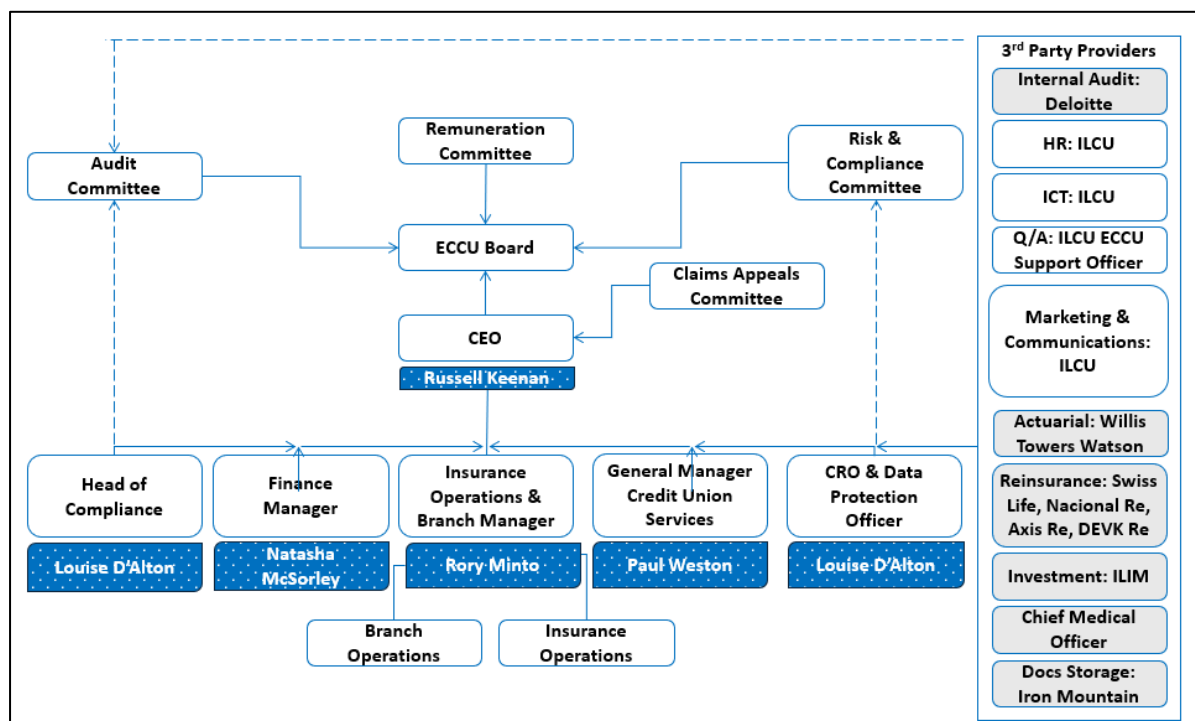 3rd Party Providers
Internal Audit:
Deloitte
HR: ILCU
ICT: ILCU
Q/A: ILCU ECCU
Support Officer
Marketing &
Communications:
ILCU
Actuarial: Willis
Towers Watson
Reinsurance: Swiss
Life, Nacional Re,
Axis Re, DEVK Re
Investment: ILIM
Chief Medical
Officer
Docs Storage:
Iron Mountain
Remuneration
Committee
Audit
Committee
Risk &
Compliance
Committee
ECCU Board
Claims Appeals
Committee
CEO
Russell Keenan
Head of
Compliance
Louise D'Alton
Finance
Manager
Natasha
McSorley
Insurance
Operations &
Branch Manager
Rory Minto
General Manager
Credit Union
Services
Paul Weston
CRO & Data
Protection
Officer
Louise D'Alton
Branch
Operations
Insurance
Operations